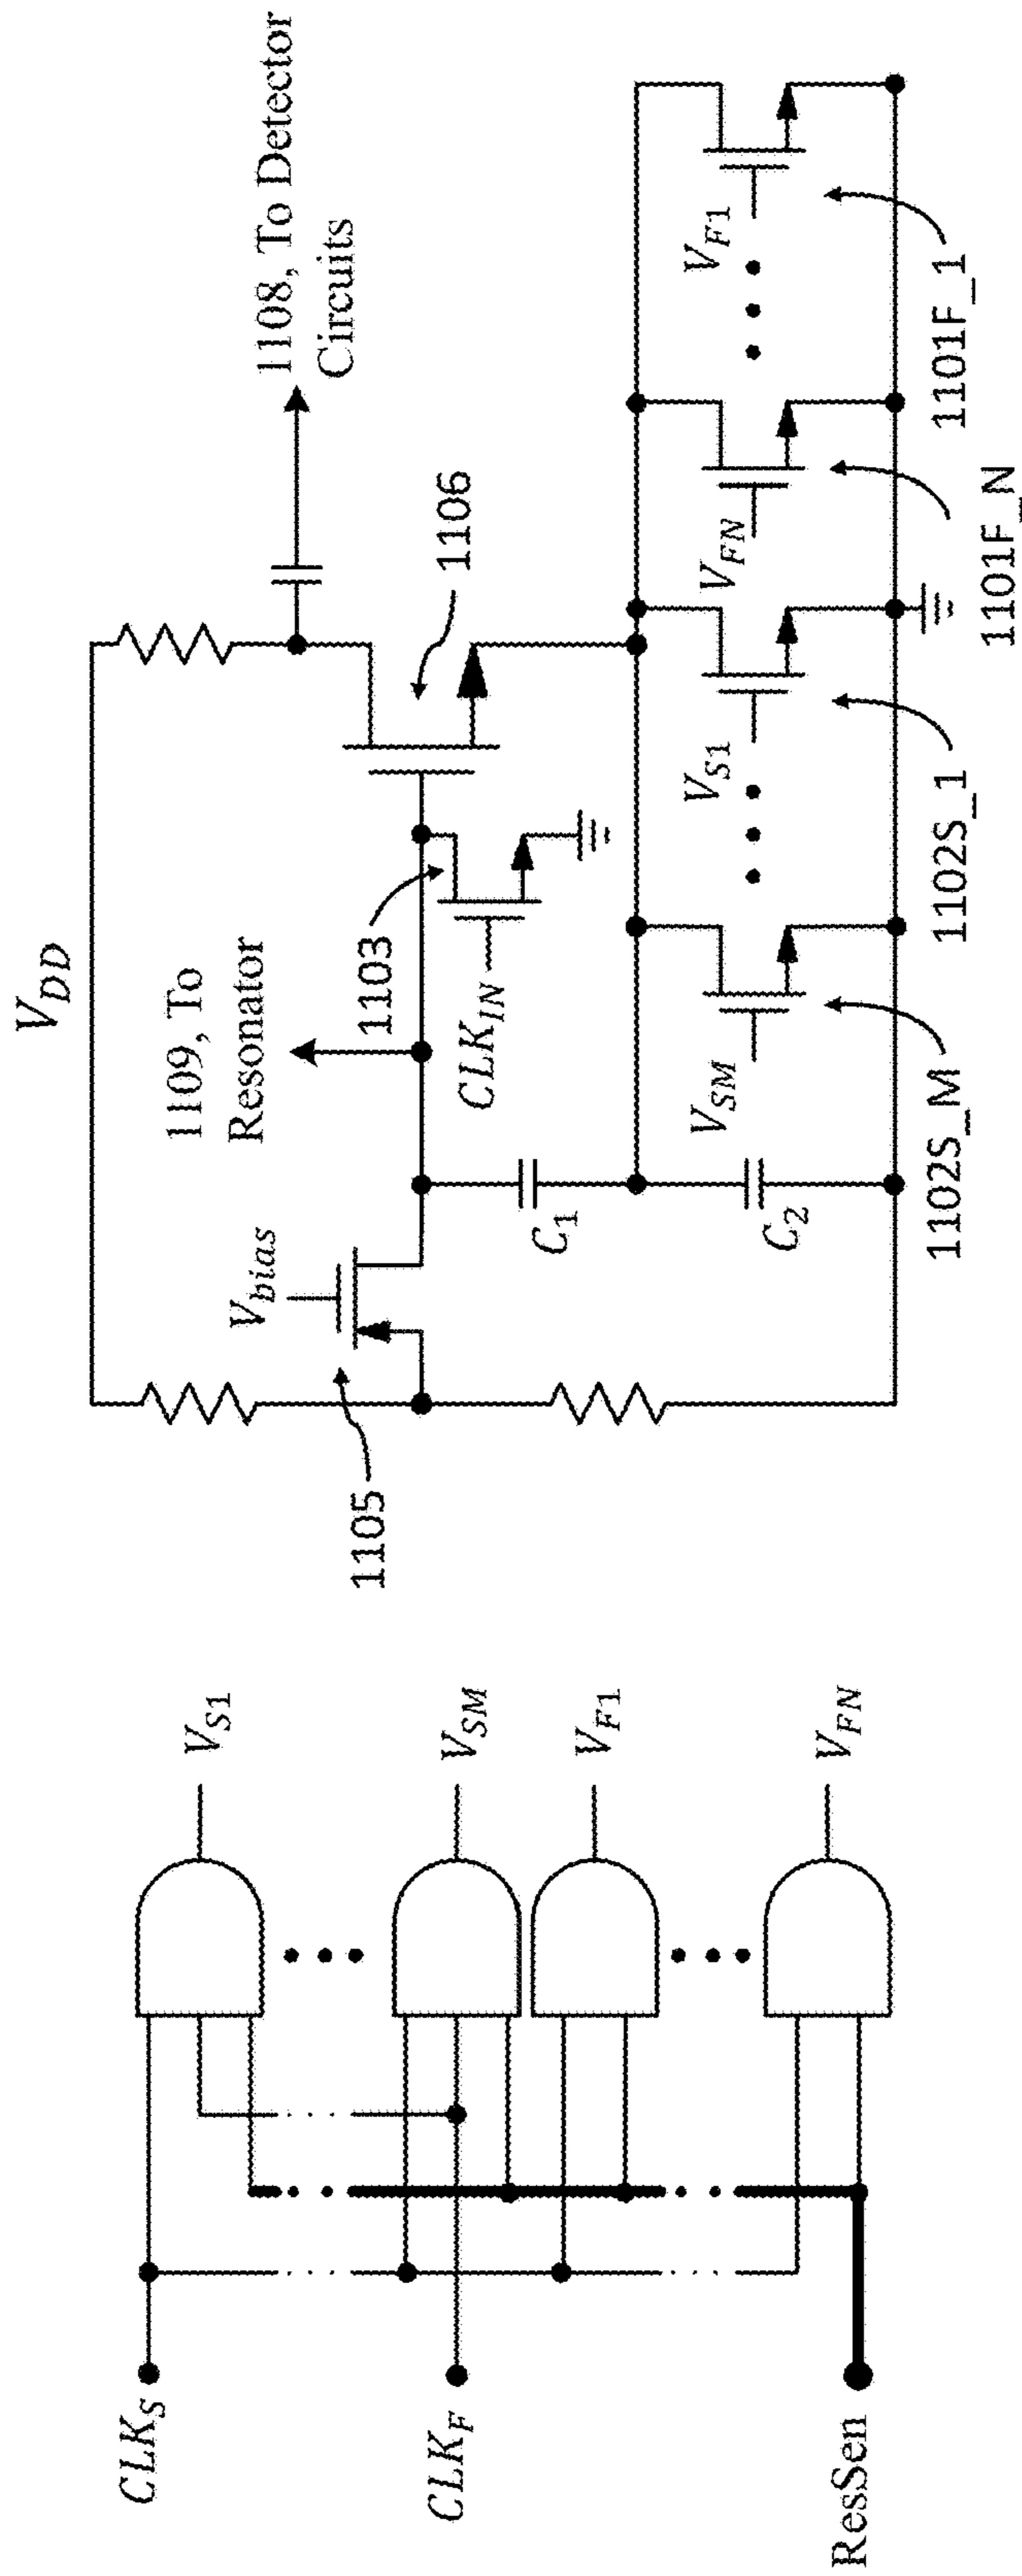 CLK_S
CLK_F
ResSen
V_S1
V_SM
V_F1
V_FN
V_DD
1105
V_bias
1109, To
Resonator
1103
CLK_IN
1106
1108, To Detector
Circuits
C_1
C_2
V_SM
V_S1
V_FN
V_F1
1102S_M
1102S_1
1101F_N
1101F_1